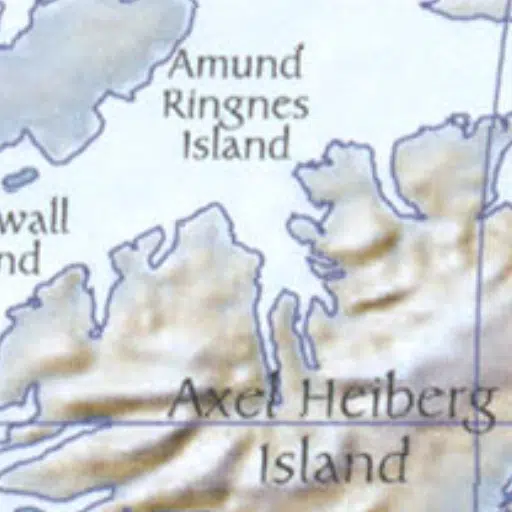 Amund
Ringnes
Island
wall
nd
Axel Heiberg
Island